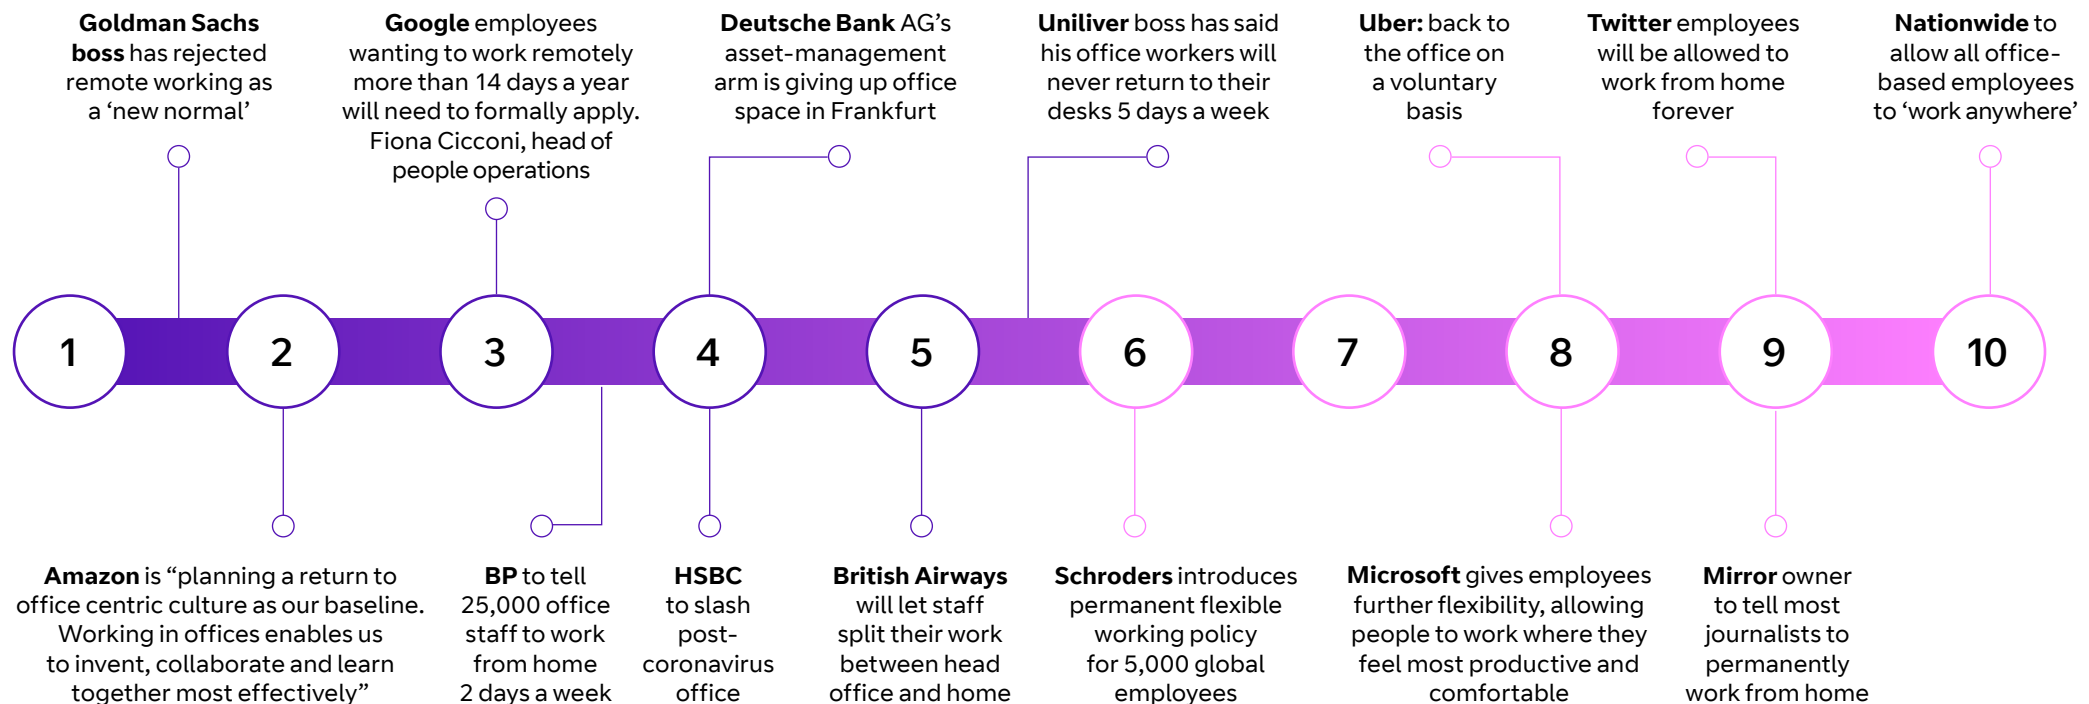 Goldman Sachs
boss has rejected
remote working as
a ‘new normal’
Google employees
wanting to work remotely
more than 14 days a year
will need to formally apply.
Fiona Cicconi, head of
people operations
Deutsche Bank AG’s
asset-management
arm is giving up office
space in Frankfurt
Uniliver boss has said
his office workers will
never return to their
desks 5 days a week
Uber: back to
the office on
a voluntary
basis
Twitter employees
will be allowed to
work from home
forever
Nationwide to
allow all office-
based employees
to ‘work anywhere’
1
2
3
4
5
6
7
8
9
10
Amazon is “planning a return to
office centric culture as our baseline.
Working in offices enables us
to invent, collaborate and learn
together most effectively”
BP to tell
25,000 office
staff to work
from home
2 days a week
HSBC
to slash
post-
coronavirus
office
British Airways
will let staff
split their work
between head
office and home
Schroders introduces
permanent flexible
working policy
for 5,000 global
employees
Microsoft gives employees
further flexibility, allowing
people to work where they
feel most productive and
comfortable
Mirror owner
to tell most
journalists to
permanently
work from home